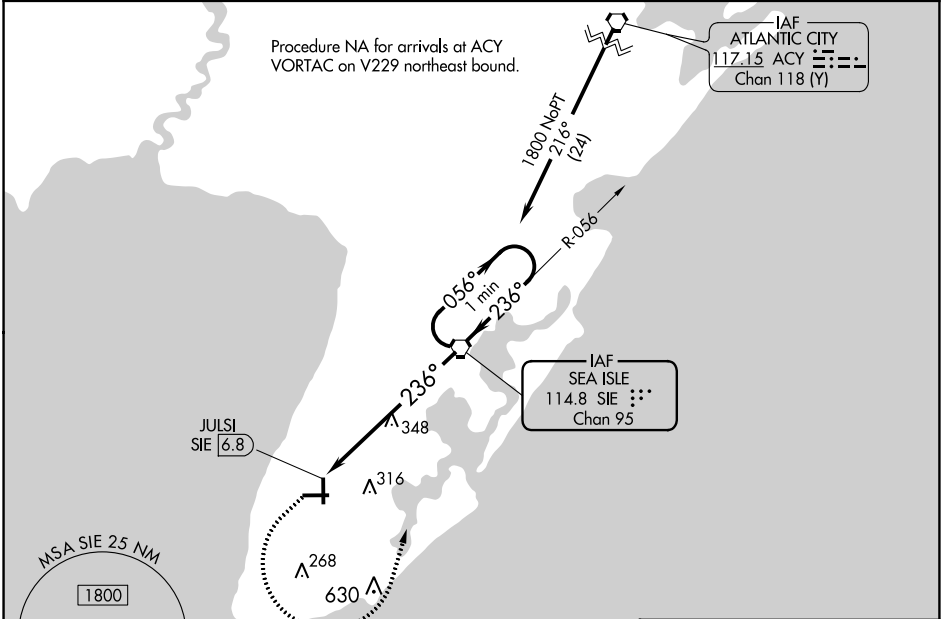 Procedure NA for arrivals at ACY
VORTAC on V229 northeast bound.
IAF
ATLANTIC CITY
117.15 ACY
Chan 118 (Y)
1800 NoPT
216°
(24)
R-056
056°
1 min
236°
236°
IAF
SEA ISLE
114.8 SIE
Chan 95
JULSI
SIE 6.8
348
316
268
630
MSA SIE 25 NM
1800